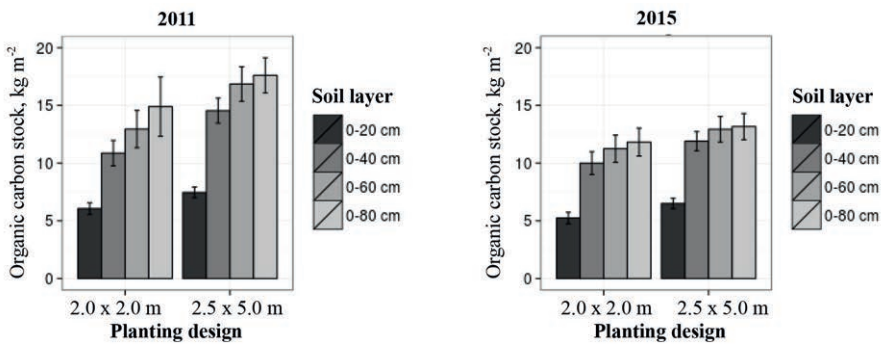 2011
Organic carbon stock, kg m-2
20
15
10
5
0
2.0 x 2.0 m 2.5 x 5.0 m
Planting design
Soil layer
0-20 cm
0-40 cm
0-60 cm
0-80 cm
2015
Organic carbon stock, kg m-2
20
15
10
5
0
2.0 x 2.0 m 2.5 x 5.0 m
Planting design
Soil layer
0-20 cm
0-40 cm
0-60 cm
0-80 cm